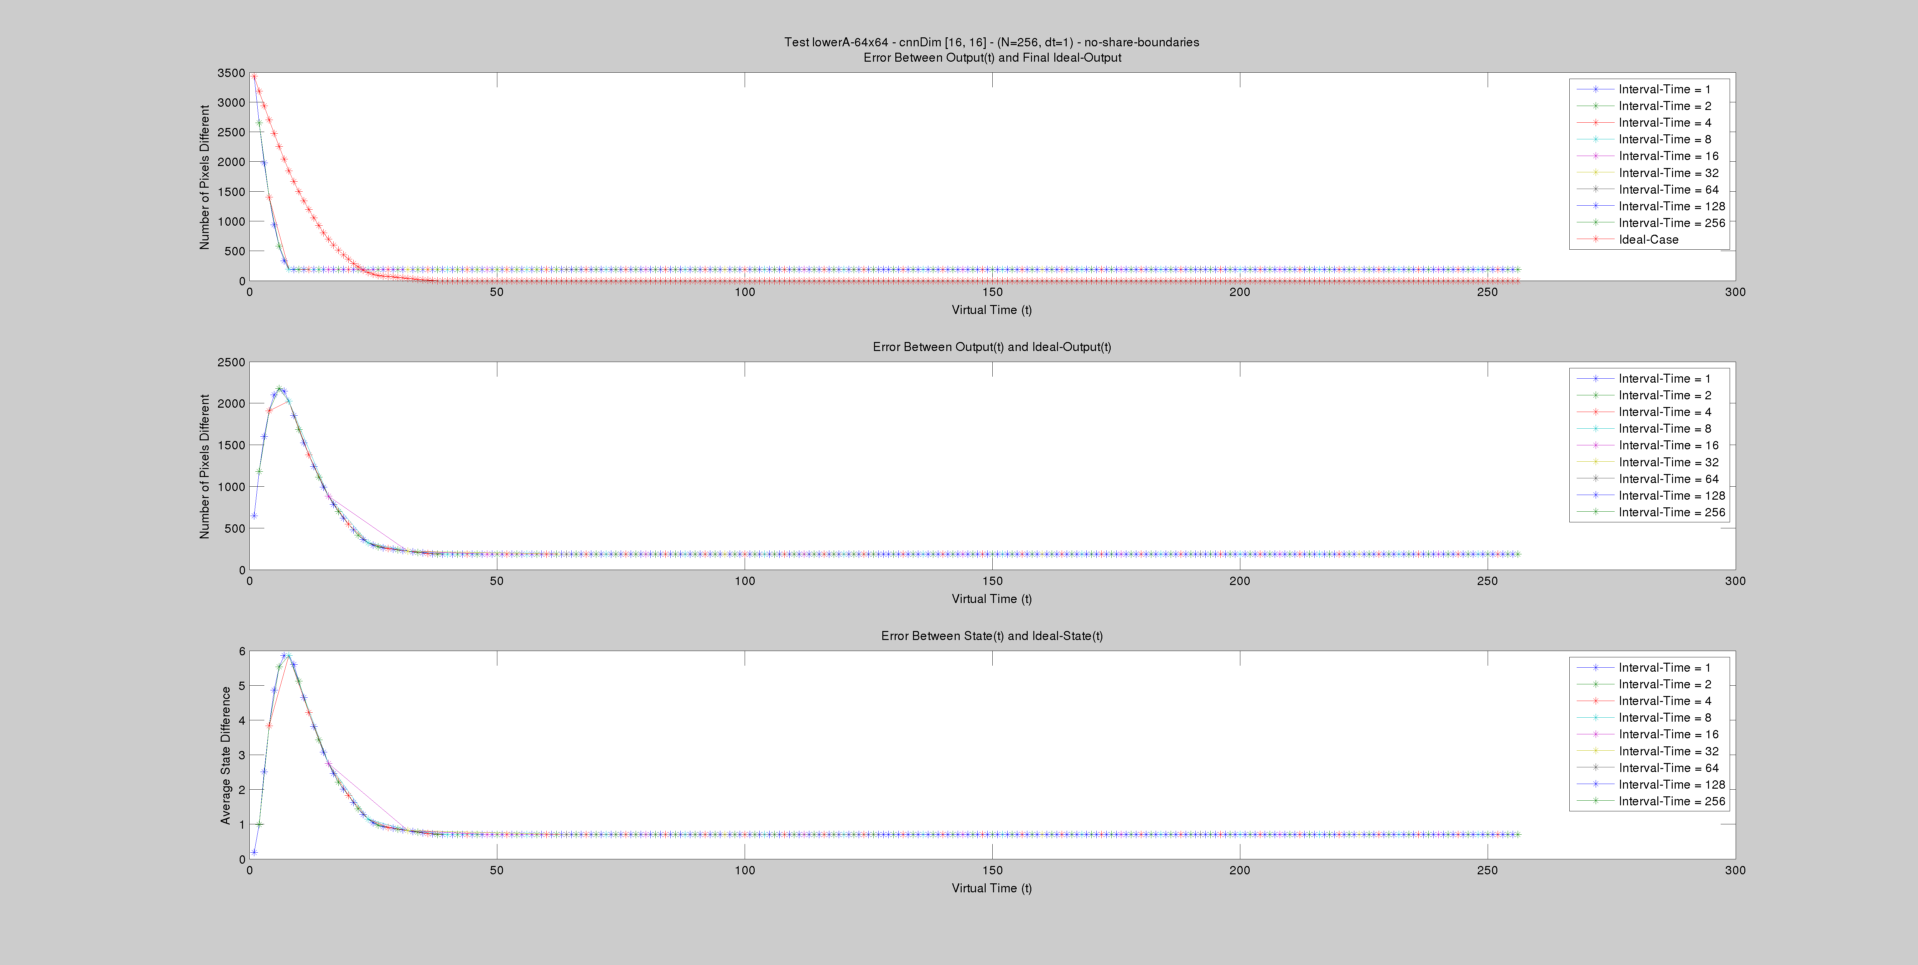 Test lowerA-64x64 - cnnDim [16, 16] - (N=256, dt=1) - no-share-boundaries
Error Between Output(t) and Final Ideal-Output
Number of Pixels Different
3500
3000
2500
2000
1500
1000
500
0
0 50 100 150 200 250 300
Virtual Time (t)
Interval-Time = 1
Interval-Time = 2
Interval-Time = 4
Interval-Time = 8
Interval-Time = 16
Interval-Time = 32
Interval-Time = 64
Interval-Time = 128
Interval-Time = 256
Ideal-Case
Error Between Output(t) and Ideal-Output(t)
Number of Pixels Different
2500
2000
1500
1000
500
0
0 50 100 150 200 250 300
Virtual Time (t)
Interval-Time = 1
Interval-Time = 2
Interval-Time = 4
Interval-Time = 8
Interval-Time = 16
Interval-Time = 32
Interval-Time = 64
Interval-Time = 128
Interval-Time = 256
Error Between State(t) and Ideal-State(t)
Average State Difference
6
5
4
3
2
1
0
0 50 100 150 200 250 300
Virtual Time (t)
Interval-Time = 1
Interval-Time = 2
Interval-Time = 4
Interval-Time = 8
Interval-Time = 16
Interval-Time = 32
Interval-Time = 64
Interval-Time = 128
Interval-Time = 256